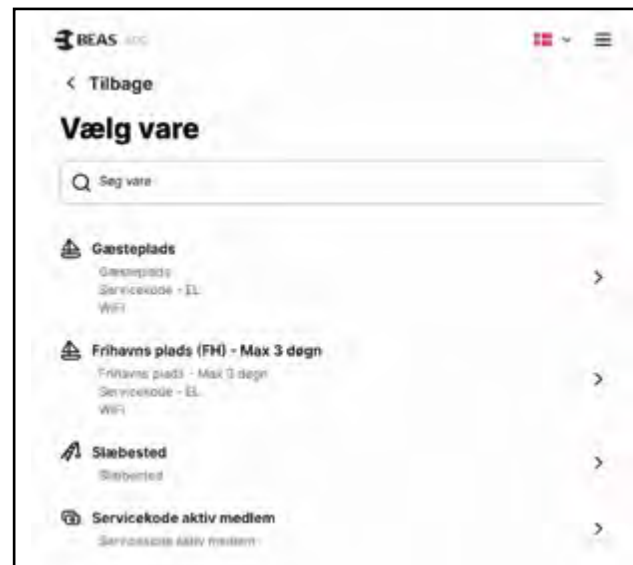 BEAS
Tilbage
Vælg vare
Søg vare
Gæsteplads
Gæsteplads
Servicekode - EL
WiFi
Frihavns plads (FH) - Max 3 døgn
Frihavns plads - Max 3 døgn
Servicekode - EL
WiFi
Slæbested
Slæbested
Servicekode aktiv medlem
Servicekode aktiv medlem